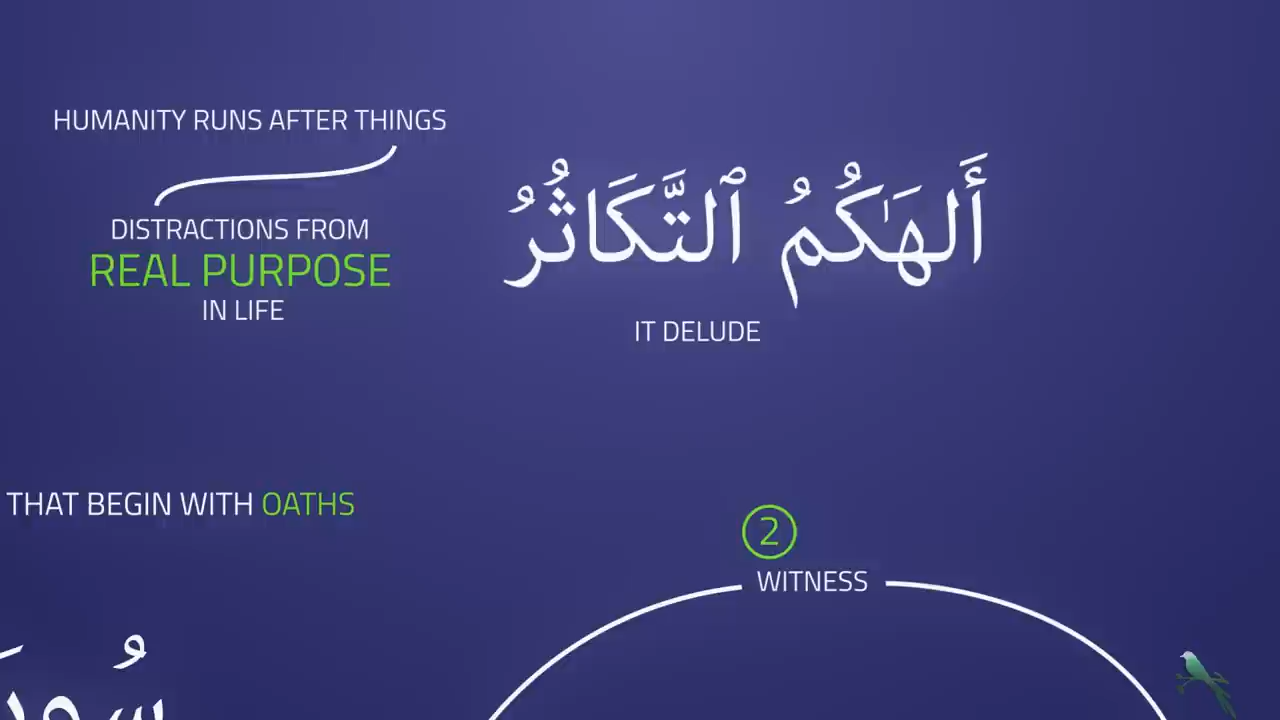 HUMANITY RUNS AFTER THINGS
DISTRACTIONS FROM
REAL PURPOSE
IN LIFE
أَلْهَىٰكُمُ ٱلتَّكَاثُرُ
IT DELUDE
THAT BEGIN WITH OATHS
2
WITNESS